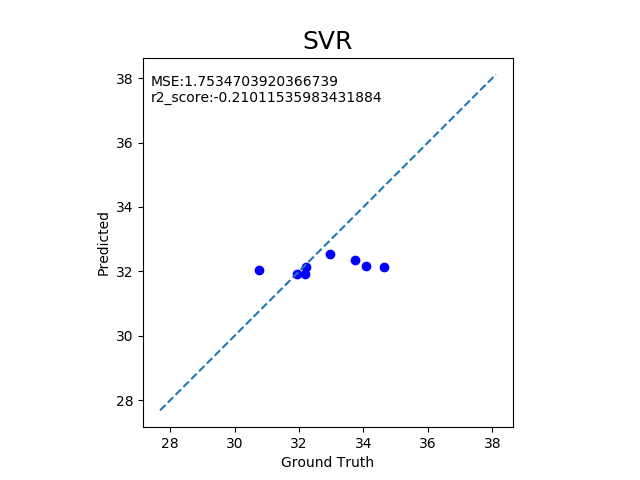 SVR
MSE:1.7534703920366739
r2_score:-0.21011535983431884
38
36
34
32
30
28
Predicted
28 30 32 34 36 38
Ground Truth